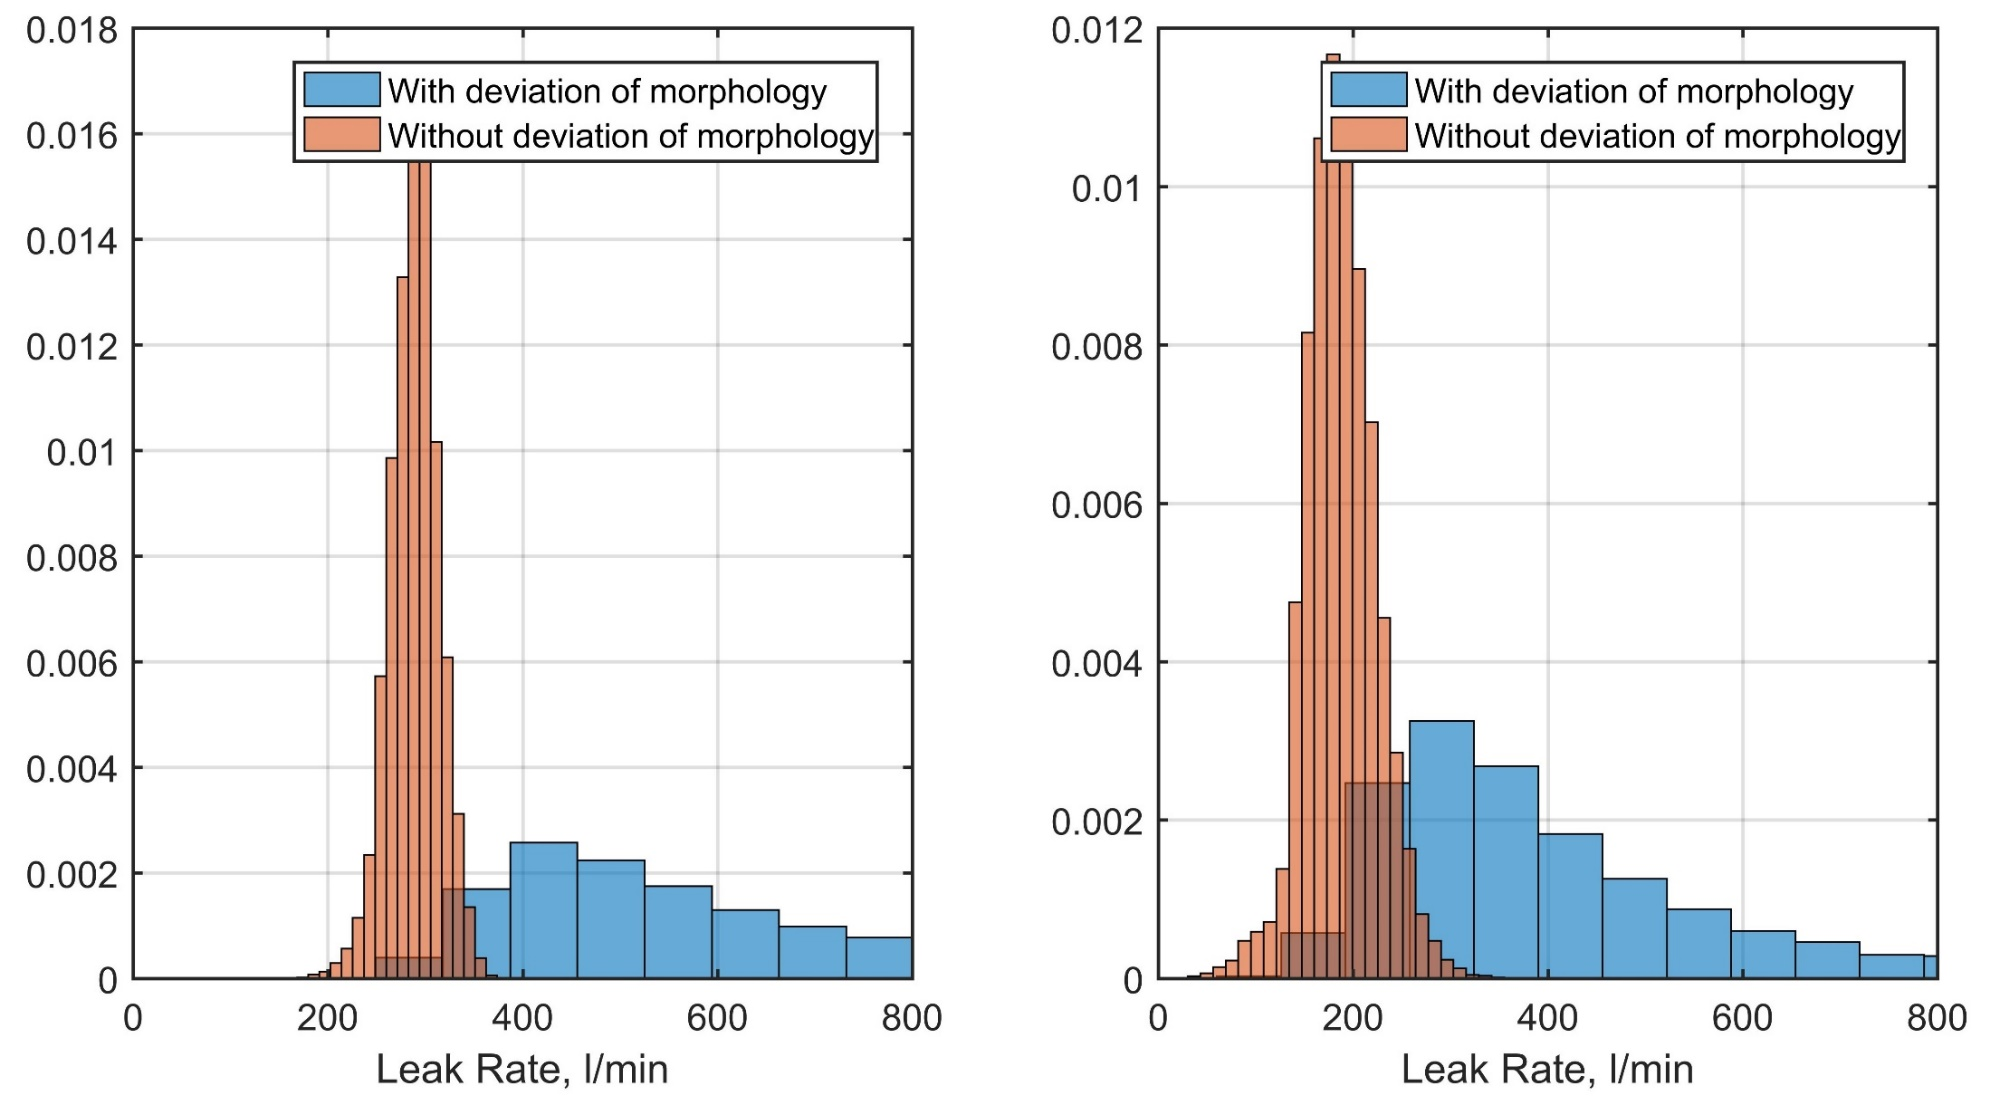 0.018
0.016
0.014
0.012
0.01
0.008
0.006
0.004
0.002
0
With deviation of morphology
Without deviation of morphology
0 200 400 600 800
Leak Rate, l/min
0.012
0.01
0.008
0.006
0.004
0.002
0
With deviation of morphology
Without deviation of morphology
0 200 400 600 800
Leak Rate, l/min